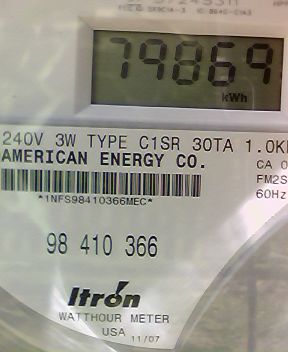 79869
kWh
240V 3W TYPE C1SR 30TA 1.0K
AMERICAN ENERGY CO.
CA 0
FM2S
60Hz
*1NFS98410366MEC*
98 410 366
Itrón
WATTHOUR METER
USA 11/07